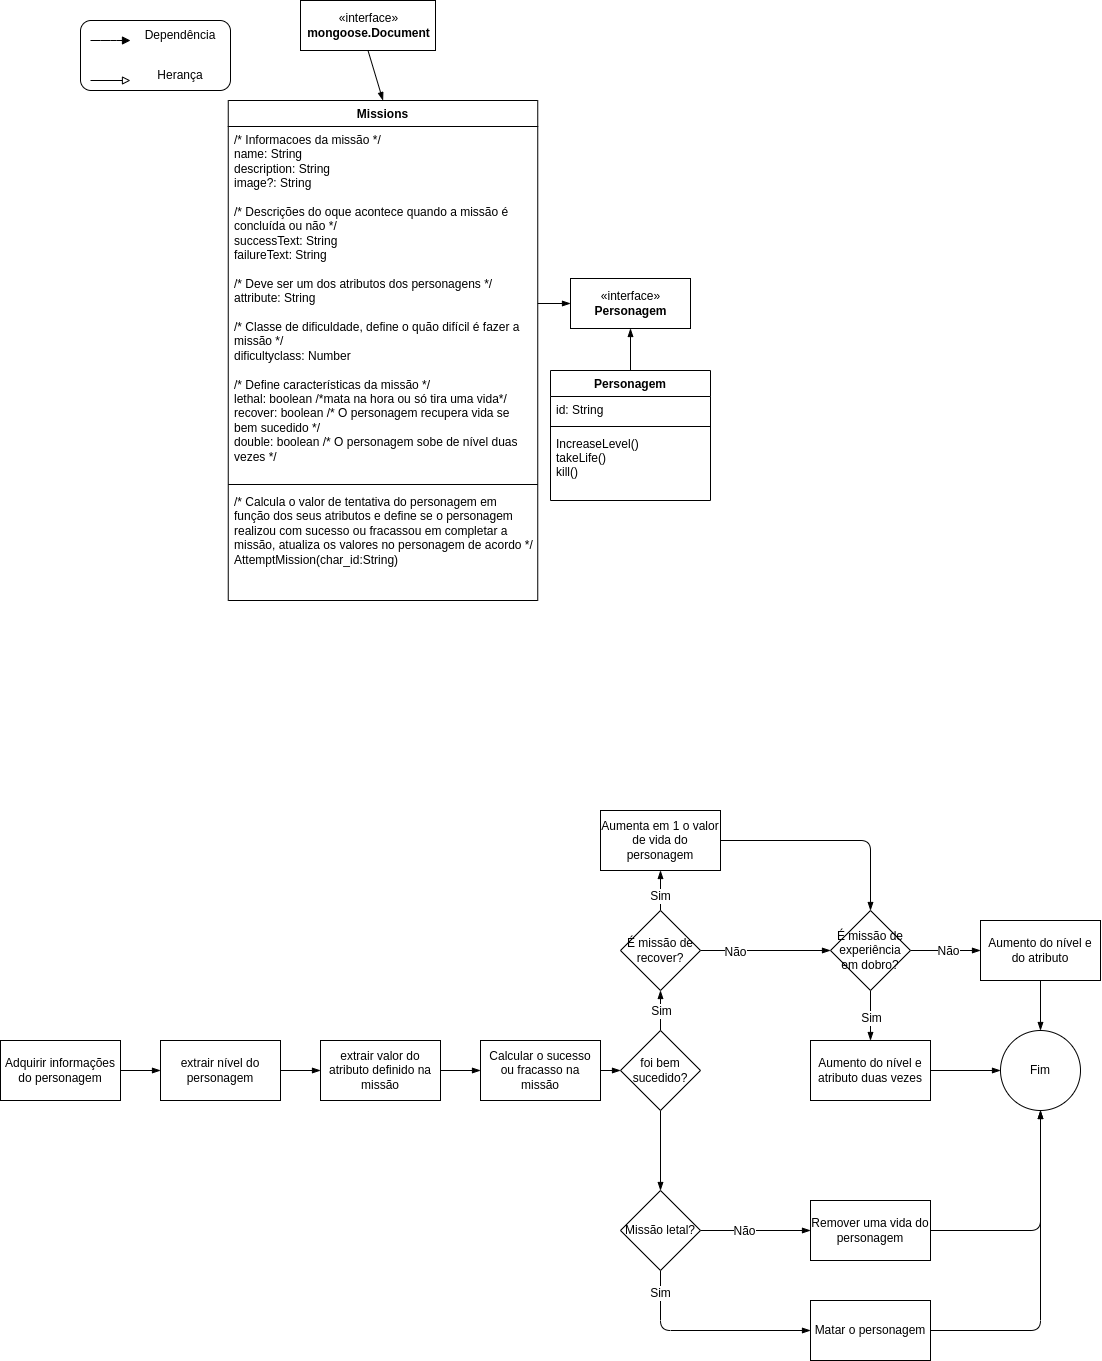 Dependência
Herança
«interface»
mongoose.Document
Missions
/* Informacoes da missão */
name: String
description: String
image?: String
/* Descrições do oque acontece quando a missão é
concluída ou não */
successText: String
failureText: String
/* Deve ser um dos atributos dos personagens */
attribute: String
/* Classe de dificuldade, define o quão difícil é fazer a
missão */
dificultyclass: Number
/* Define características da missão */
lethal: boolean /*mata na hora ou só tira uma vida*/
recover: boolean /* O personagem recupera vida se
bem sucedido */
double: boolean /* O personagem sobe de nível duas
vezes */
/* Calcula o valor de tentativa do personagem em
função dos seus atributos e define se o personagem
realizou com sucesso ou fracassou em completar a
missão, atualiza os valores no personagem de acordo */
AttemptMission(char_id:String)
«interface»
Personagem
Personagem
id: String
IncreaseLevel()
takeLife()
kill()
Adquirir informações
do personagem
extrair nível do
personagem
extrair valor do
atributo definido na
missão
Calcular o sucesso
ou fracasso na
missão
foi bem
sucedido?
Sim
É missão de
recover?
Sim
Aumenta em 1 o valor
de vida do
personagem
Não
É missão de
experiência
em dobro?
Não
Aumento do nível e
do atributo
Sim
Aumento do nível e
atributo duas vezes
Fim
Missão letal?
Não
Remover uma vida do
personagem
Sim
Matar o personagem